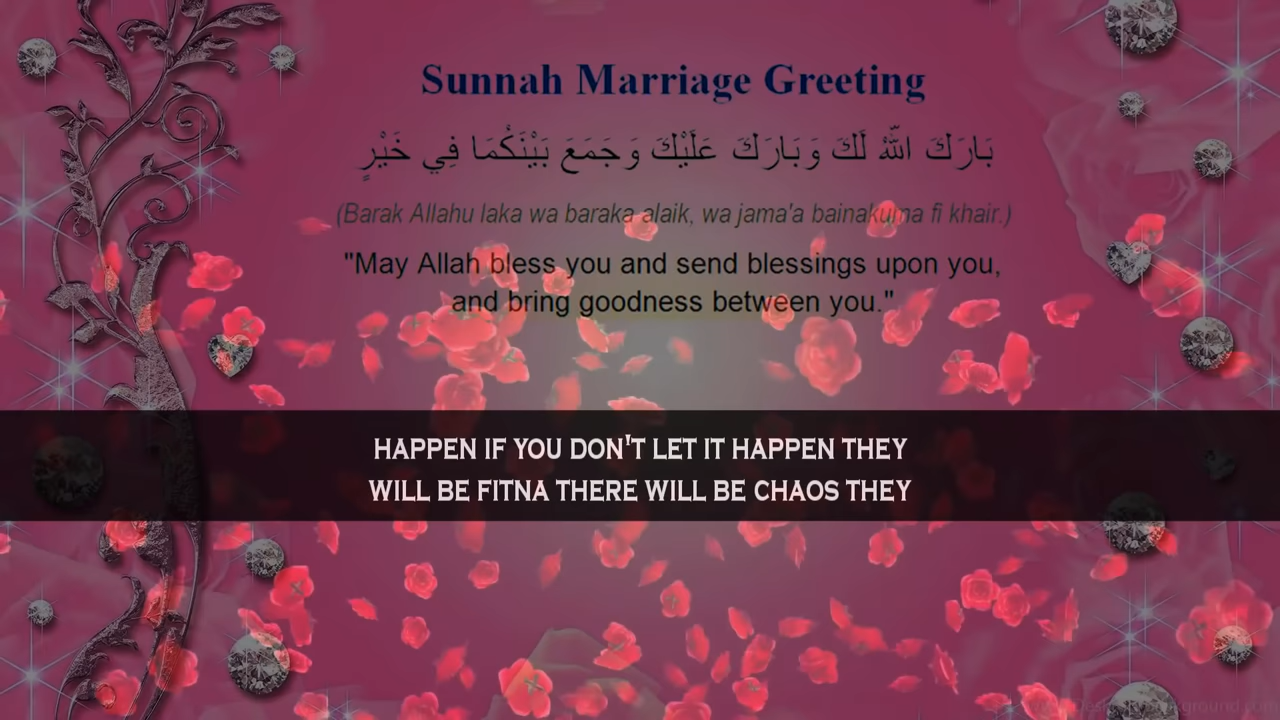 Sunnah Marriage Greeting
بَارَكَ اللهُ لَكَ وَبَارَكَ عَلَيْكَ وَجَمَعَ بَيْنَكُمَا فِي خَيْرٍ
(Barak Allahu laka wa baraka alaik, wa jama'a bainakuma fi khair.)
"May Allah bless you and send blessings upon you,
and bring goodness between you."
HAPPEN IF YOU DON'T LET IT HAPPEN THEY
WILL BE FITNA THERE WILL BE CHAOS THEY